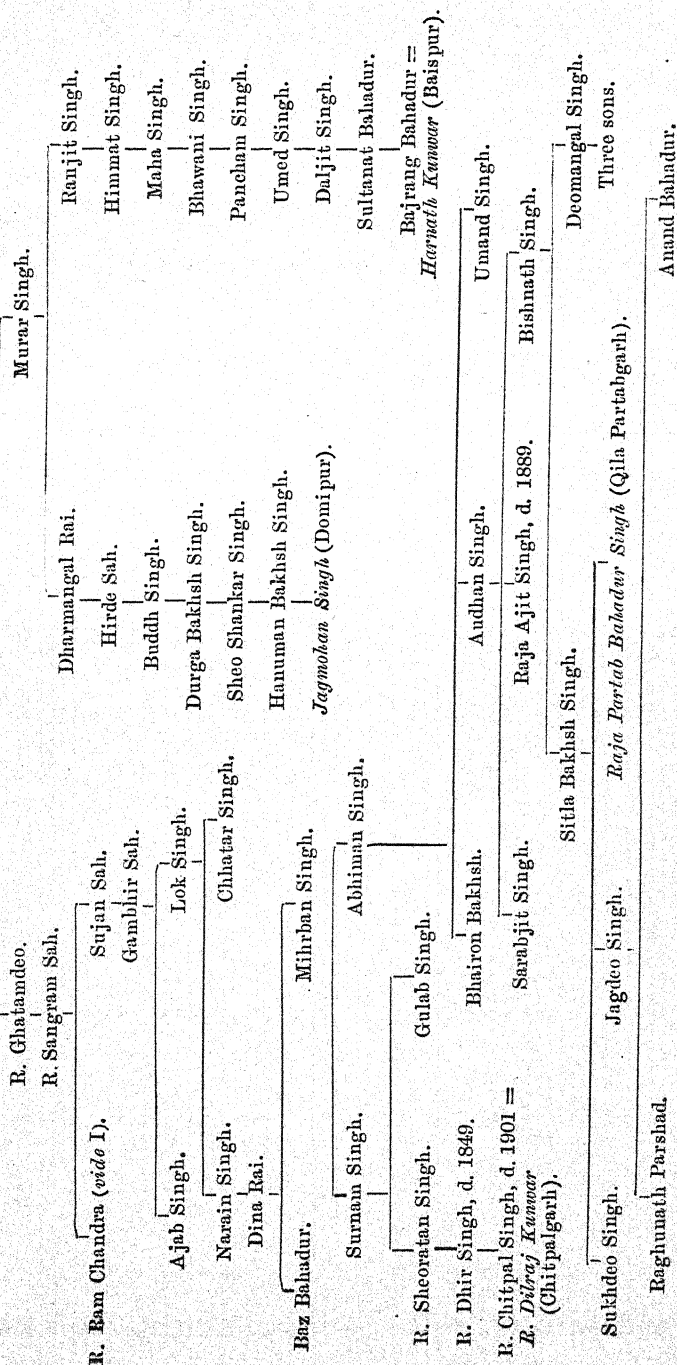 R. Ghatamdeo.
Murar Singh.
R. Sangram Sah.
R. Ram Chandra (vide I).
Sujan Sah.
Dharmangal Rai.
Ranjit Singh.
Gambhir Sah.
Hirde Sah.
Himmat Singh.
Ajab Singh.
Lok Singh.
Buddh Singh.
Maha Singh.
Narain Singh.
Chhatar Singh.
Durga Bakhsh Singh.
Bhawani Singh.
Dina Rai.
Sheo Shankar Singh.
Pancham Singh.
Baz Bahadur.
Mihrban Singh.
Hanuman Bakhsh Singh.
Umed Singh.
Jagmohan Singh (Domipur).
Daljit Singh.
Surnam Singh.
Abhiman Singh.
Sultanat Bahadur.
R. Sheoratan Singh.
Gulab Singh.
Bajrang Bahadur =
Harnath Kunwar (Baispur).
R. Dhir Singh, d. 1849.
Bhairon Bakhsh.
Audhan Singh.
Umand Singh.
R. Chitpal Singh, d. 1901 =
R. Dilraj Kunwar
(Chitpalgarh).
Sarabjit Singh.
Raja Ajit Singh, d. 1889.
Bishnath Singh.
Sitla Bakhsh Singh.
Deomangal Singh.
Three sons.
Sukhdeo Singh.
Jagdeo Singh.
Raja Partab Bahadur Singh (Qila Partabgarh).
Raghunath Parshad.
Anand Bahadur.